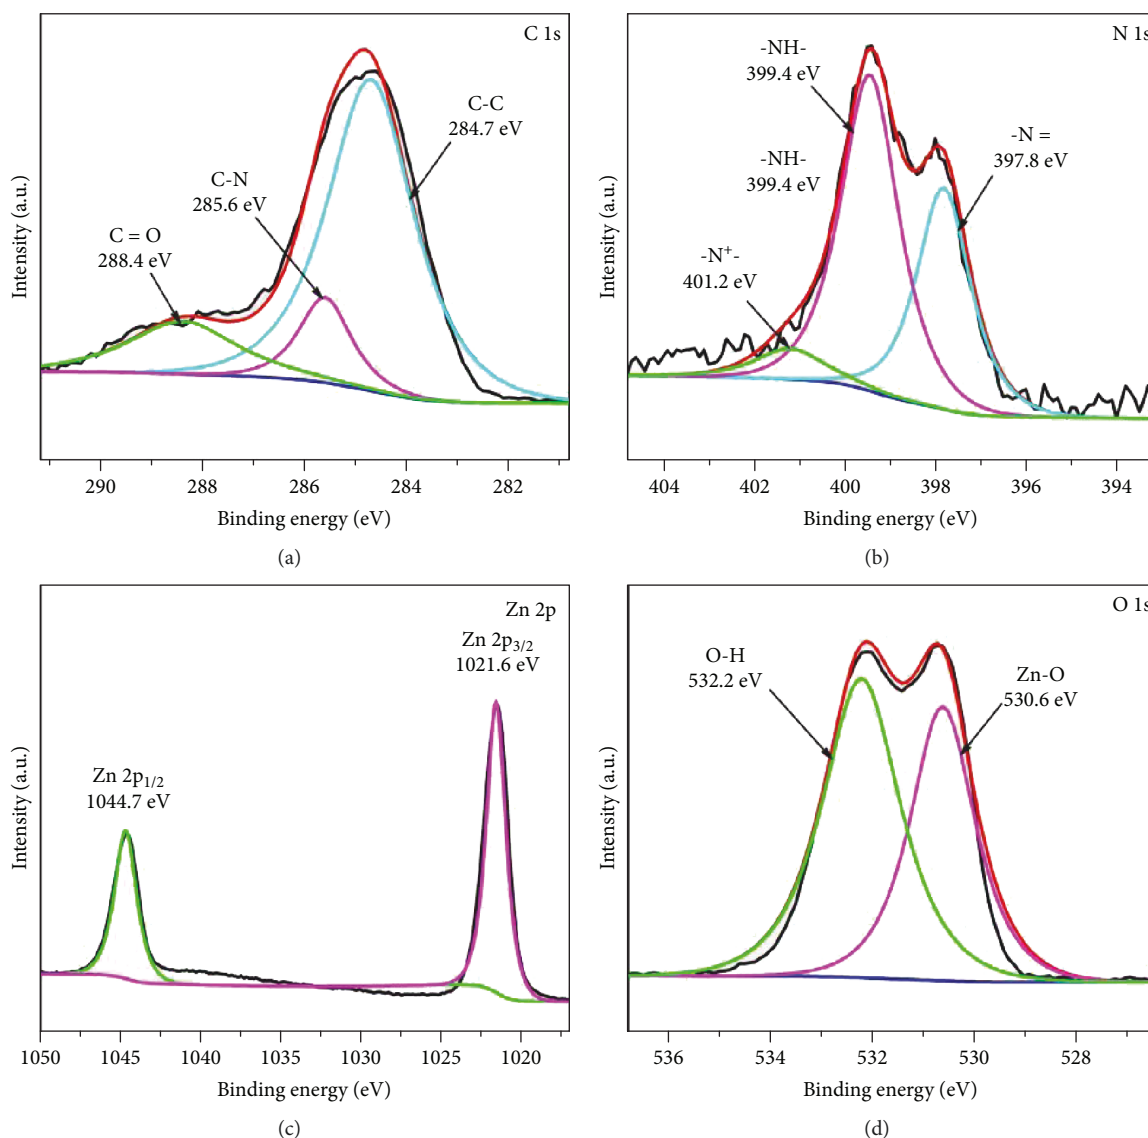 C 1s
C-C
284.7 eV
C-N
285.6 eV
C = O
288.4 eV
Intensity (a.u.)
290 288 286 284 282
Binding energy (eV)
(a)
N 1s
-NH-
399.4 eV
-N =
397.8 eV
-NH-
399.4 eV
-N⁺-
401.2 eV
Intensity (a.u.)
404 402 400 398 396 394
Binding energy (eV)
(b)
Zn 2p
Zn 2p₃/₂
1021.6 eV
Zn 2p₁/₂
1044.7 eV
Intensity (a.u.)
1050 1045 1040 1035 1030 1025 1020
Binding energy (eV)
(c)
O 1s
O-H
532.2 eV
Zn-O
530.6 eV
Intensity (a.u.)
536 534 532 530 528
Binding energy (eV)
(d)